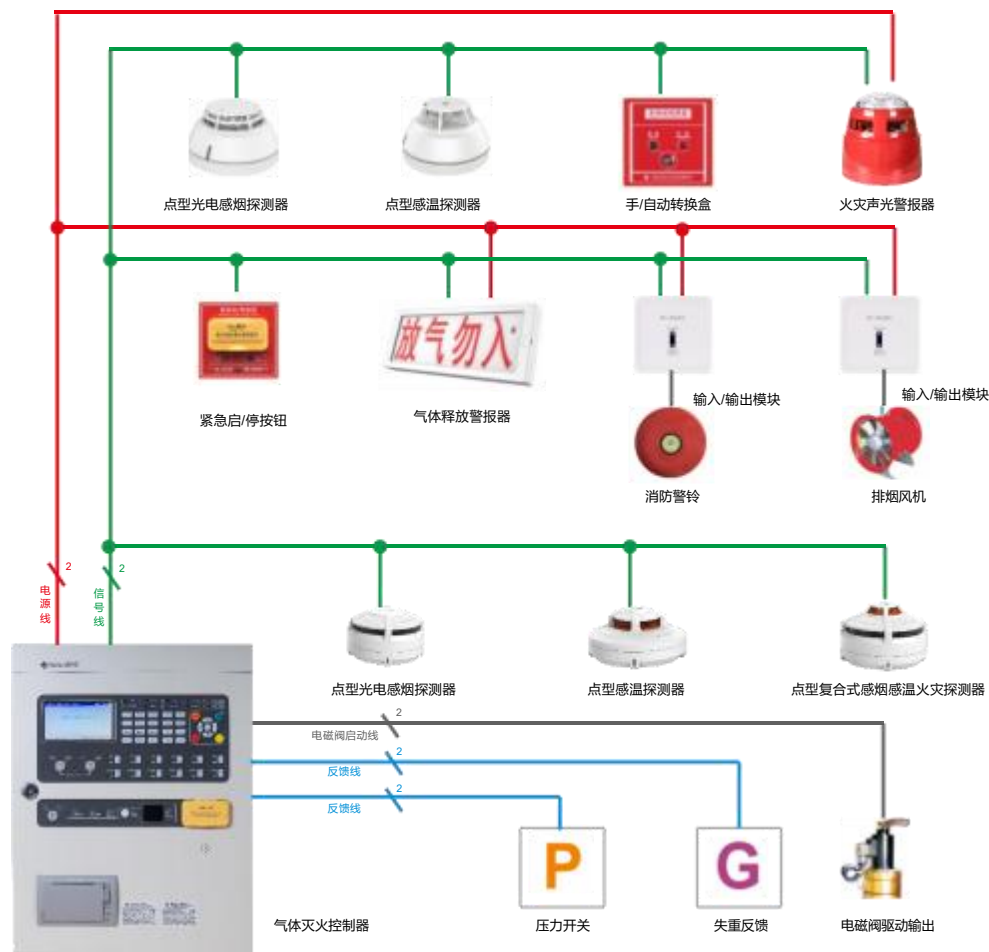 点型光电感烟探测器
点型感温探测器
手/自动转换盒
火灾声光警报器
放气勿入
紧急启/停按钮
气体释放警报器
输入/输出模块
输入/输出模块
消防警铃
排烟风机
2
电源线
2
信号线
点型光电感烟探测器
点型感温探测器
点型复合式感烟感温火灾探测器
2
电磁阀启动线
2
反馈线
2
反馈线
P
G
气体灭火控制器
压力开关
失重反馈
电磁阀驱动输出